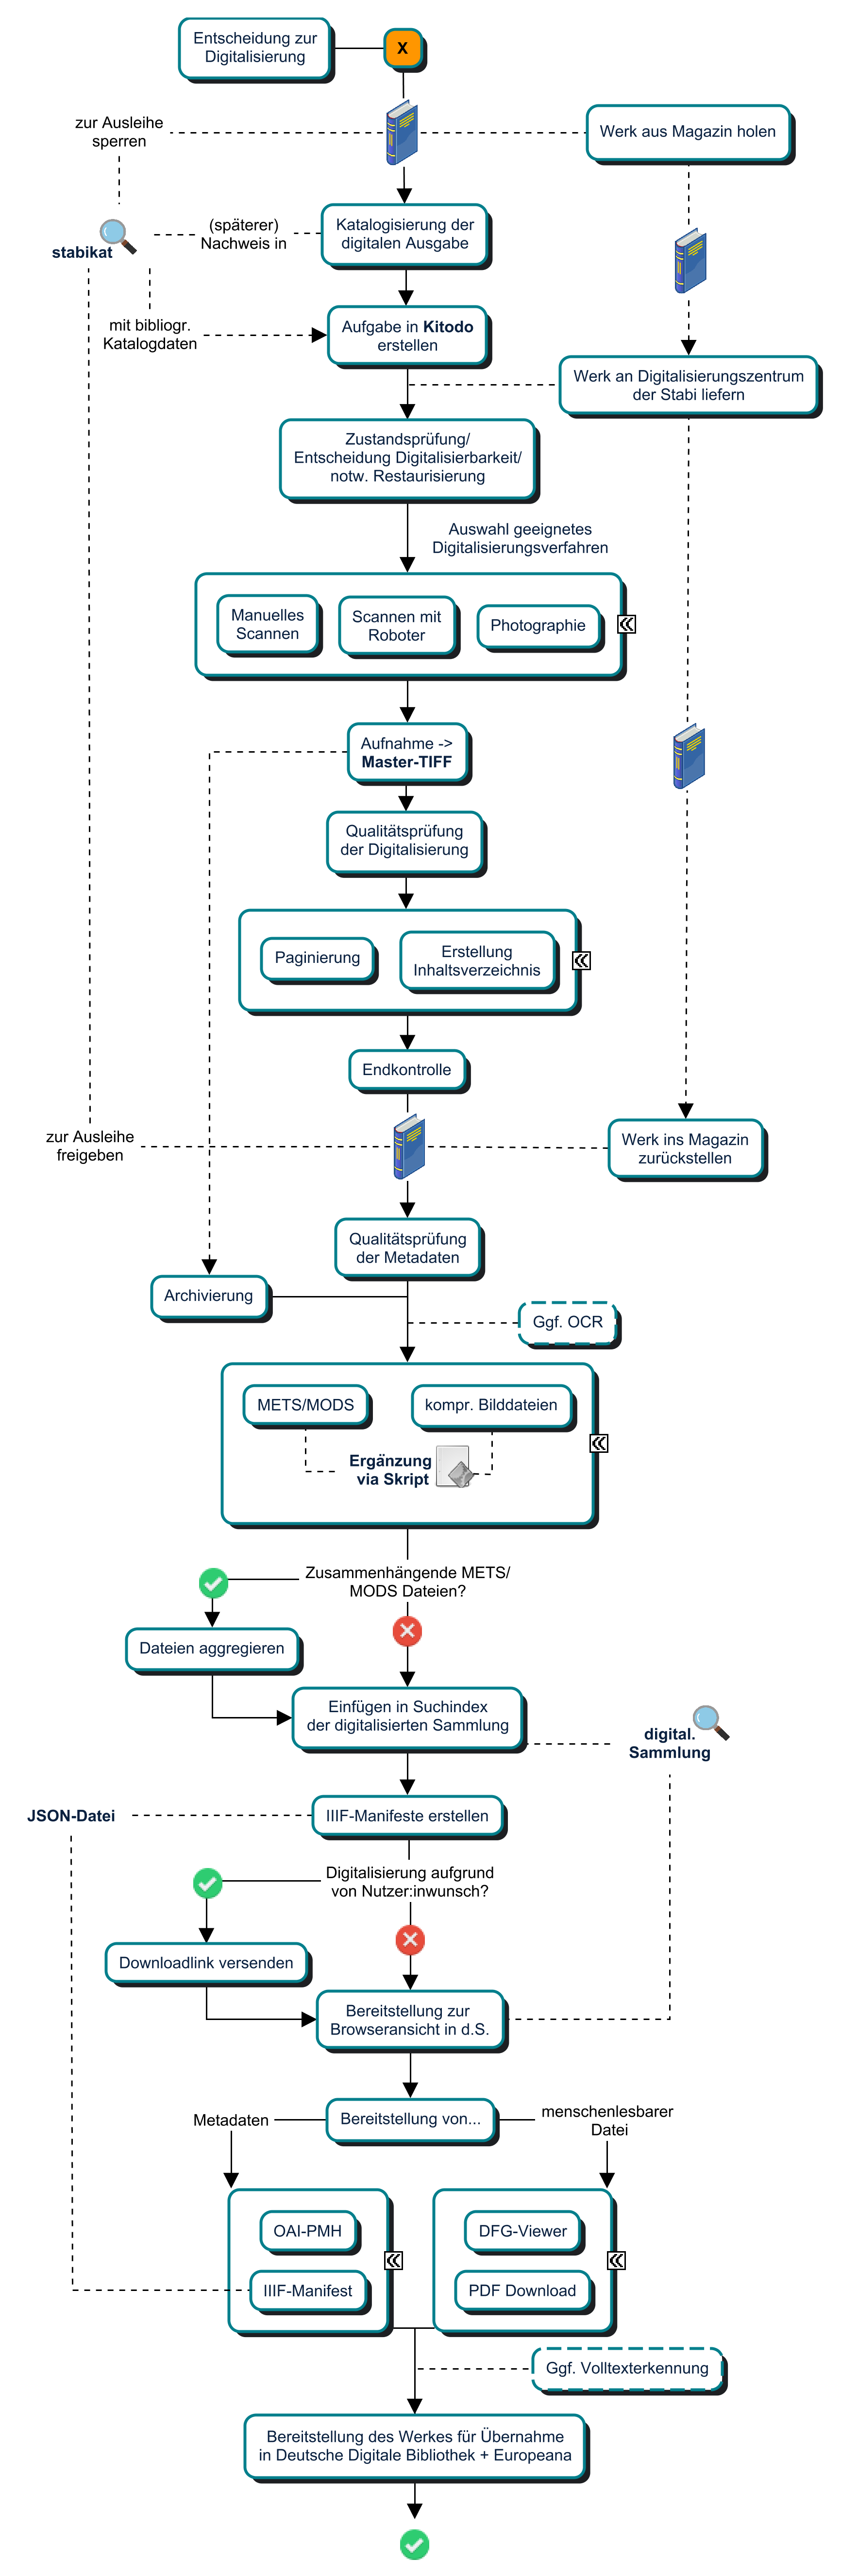 Entscheidung zur
Digitalisierung
X
zur Ausleihe
sperren
Werk aus Magazin holen
Katalogisierung der
digitalen Ausgabe
(späterer)
Nachweis in
stabikat
mit bibliogr.
Katalogdaten
Aufgabe in Kitodo
erstellen
Werk an Digitalisierungszentrum
der Stabi liefern
Zustandsprüfung/
Entscheidung Digitalisierbarkeit/
notw. Restaurisierung
Auswahl geeignetes
Digitalisierungsverfahren
Manuelles
Scannen
Scannen mit
Roboter
Photographie
Aufnahme ->
Master-TIFF
Qualitätsprüfung
der Digitalisierung
Paginierung
Erstellung
Inhaltsverzeichnis
Endkontrolle
zur Ausleihe
freigeben
Werk ins Magazin
zurückstellen
Qualitätsprüfung
der Metadaten
Archivierung
Ggf. OCR
METS/MODS
kompr. Bilddateien
Ergänzung
via Skript
Zusammenhängende METS/
MODS Dateien?
Dateien aggregieren
Einfügen in Suchindex
der digitalisierten Sammlung
digital.
Sammlung
JSON-Datei
IIIF-Manifeste erstellen
Digitalisierung aufgrund
von Nutzer:inwunsch?
Downloadlink versenden
Bereitstellung zur
Browseransicht in d.S.
Metadaten
Bereitstellung von...
menschenlesbarer
Datei
OAI-PMH
IIIF-Manifest
DFG-Viewer
PDF Download
Ggf. Volltexterkennung
Bereitstellung des Werkes für Übernahme
in Deutsche Digitale Bibliothek + Europeana